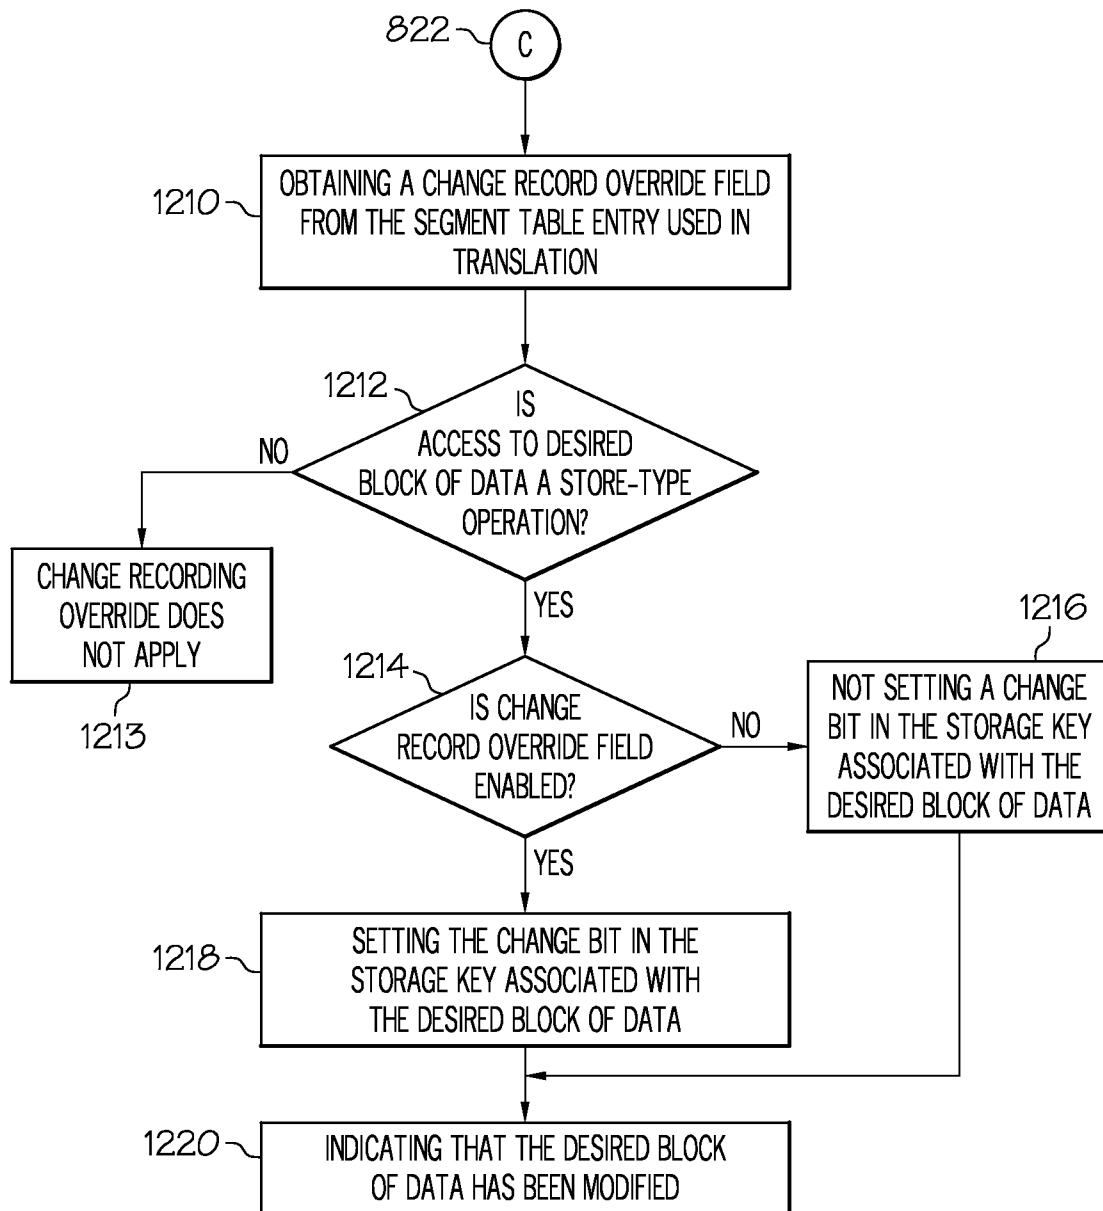 822
C
1210
OBTAINING A CHANGE RECORD OVERRIDE FIELD
FROM THE SEGMENT TABLE ENTRY USED IN
TRANSLATION
1212
IS
ACCESS TO DESIRED
BLOCK OF DATA A STORE-TYPE
OPERATION?
NO
YES
CHANGE RECORDING
OVERRIDE DOES
NOT APPLY
1213
1214
IS CHANGE
RECORD OVERRIDE FIELD
ENABLED?
NO
YES
1216
NOT SETTING A CHANGE
BIT IN THE STORAGE KEY
ASSOCIATED WITH THE
DESIRED BLOCK OF DATA
1218
SETTING THE CHANGE BIT IN THE
STORAGE KEY ASSOCIATED WITH
THE DESIRED BLOCK OF DATA
1220
INDICATING THAT THE DESIRED BLOCK
OF DATA HAS BEEN MODIFIED